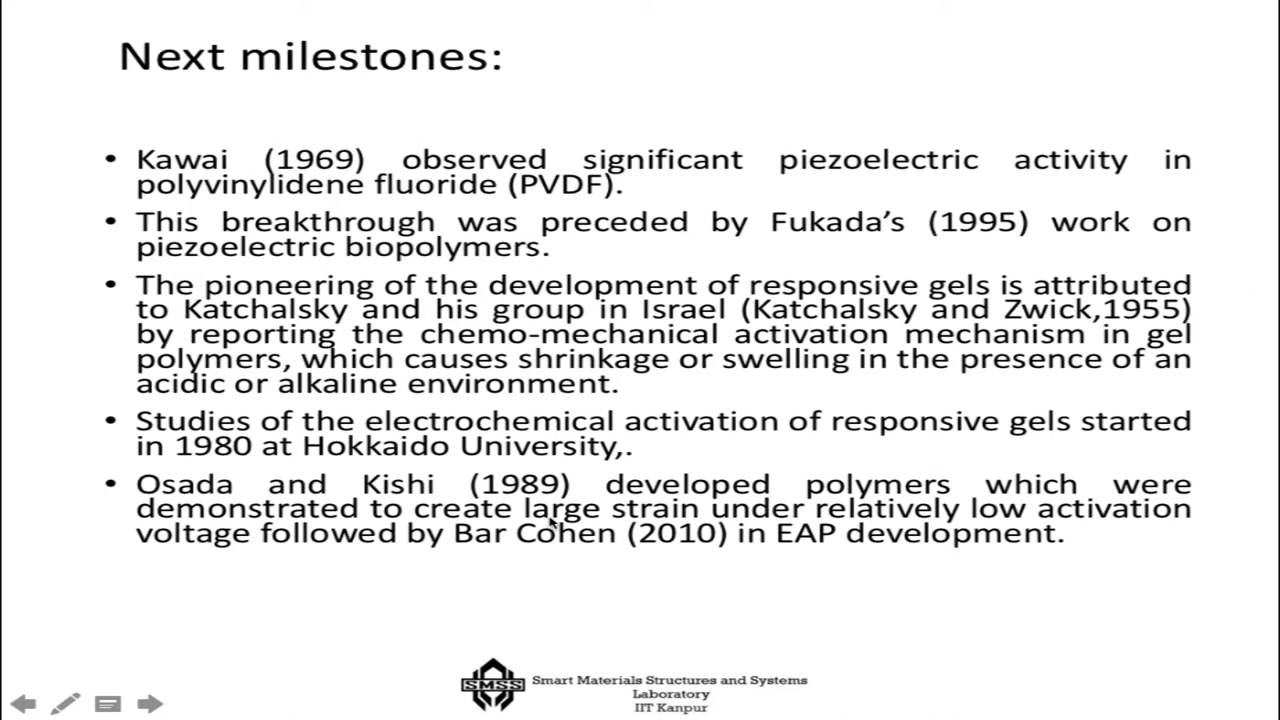 Next milestones:
• Kawai (1969) observed significant piezoelectric activity in
polyvinylidene fluoride (PVDF).
• This breakthrough was preceded by Fukada's (1995) work on
piezoelectric biopolymers.
• The pioneering of the development of responsive gels is attributed
to Katchalsky and his group in Israel (Katchalsky and Zwick,1955)
by reporting the chemo-mechanical activation mechanism in gel
polymers, which causes shrinkage or swelling in the presence of an
acidic or alkaline environment.
• Studies of the electrochemical activation of responsive gels started
in 1980 at Hokkaido University,.
• Osada and Kishi (1989) developed polymers which were
demonstrated to create large strain under relatively low activation
voltage followed by Bar Cohen (2010) in EAP development.
SMSS
Smart Materials Structures and Systems
Laboratory
IIT Kanpur